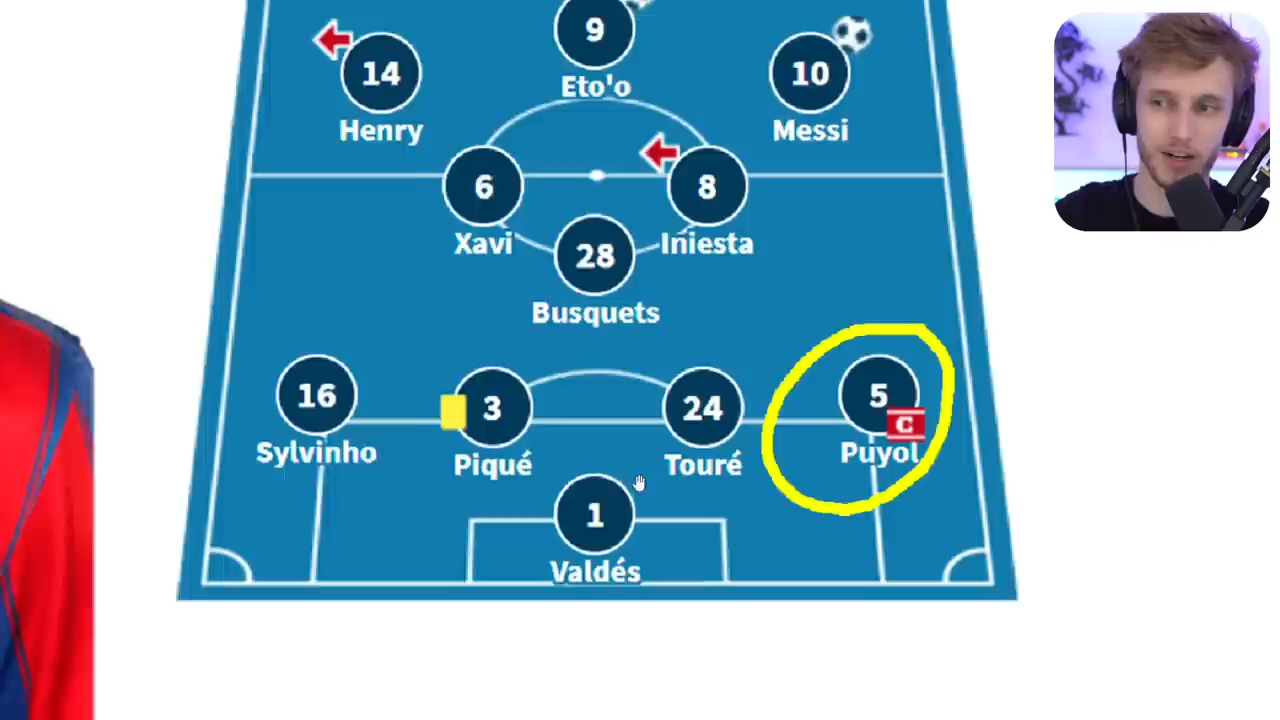 9
Eto'o
14
Henry
10
Messi
6
Xavi
8
Iniesta
28
Busquets
16
Sylvinho
3
Piqué
24
Touré
5
C
Puyol
1
Valdés